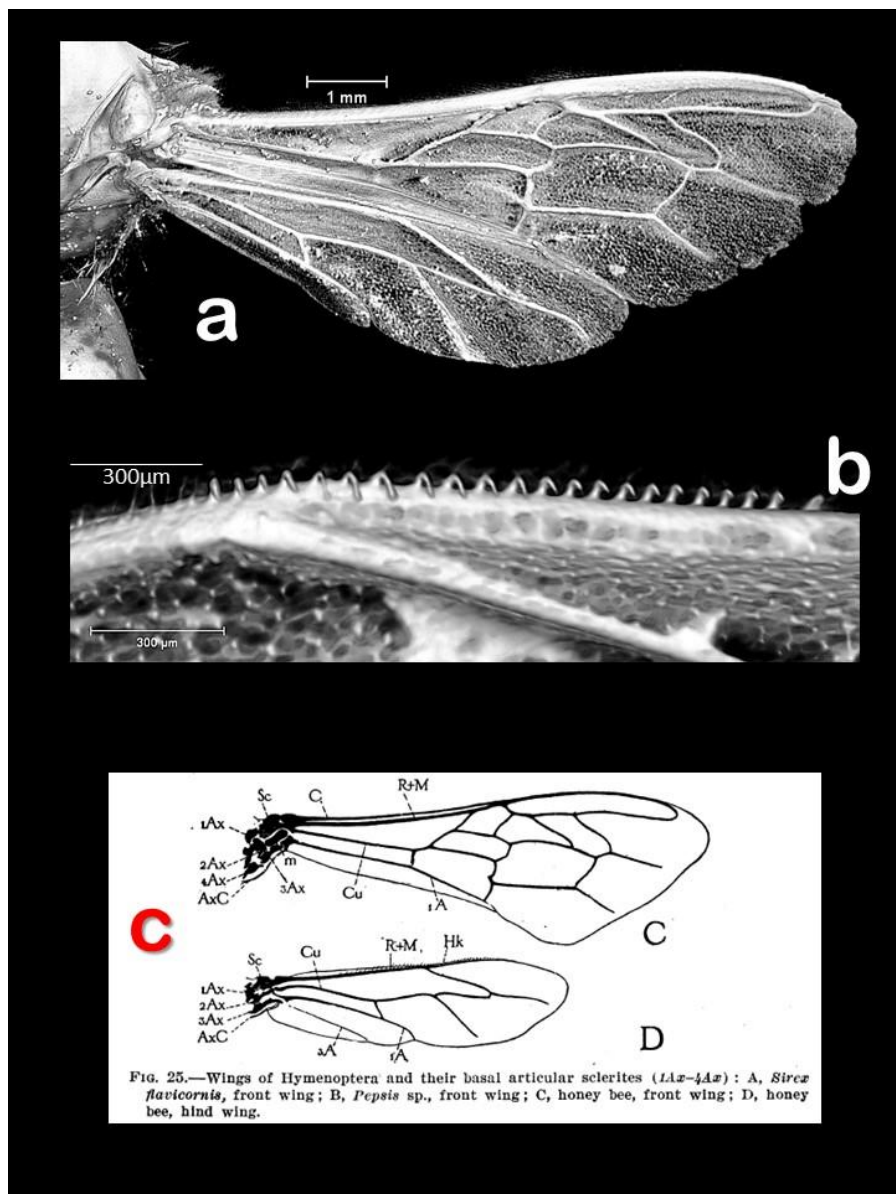 1 mm
a
300µm
b
300 µm
C
Sc
C
R+M
1Ax
2Ax
4Ax
AxC
3Ax
m
Cu
1A
C
Sc
Cu
R+M
Hk
1Ax
2Ax
3Ax
AxC
2A
1A
D
FIG. 25.—Wings of Hymenoptera and their basal articular sclerites (1Ax–4Ax) : A, Sirex
flavicornis, front wing ; B, Pepsis sp., front wing ; C, honey bee, front wing ; D, honey
bee, hind wing.